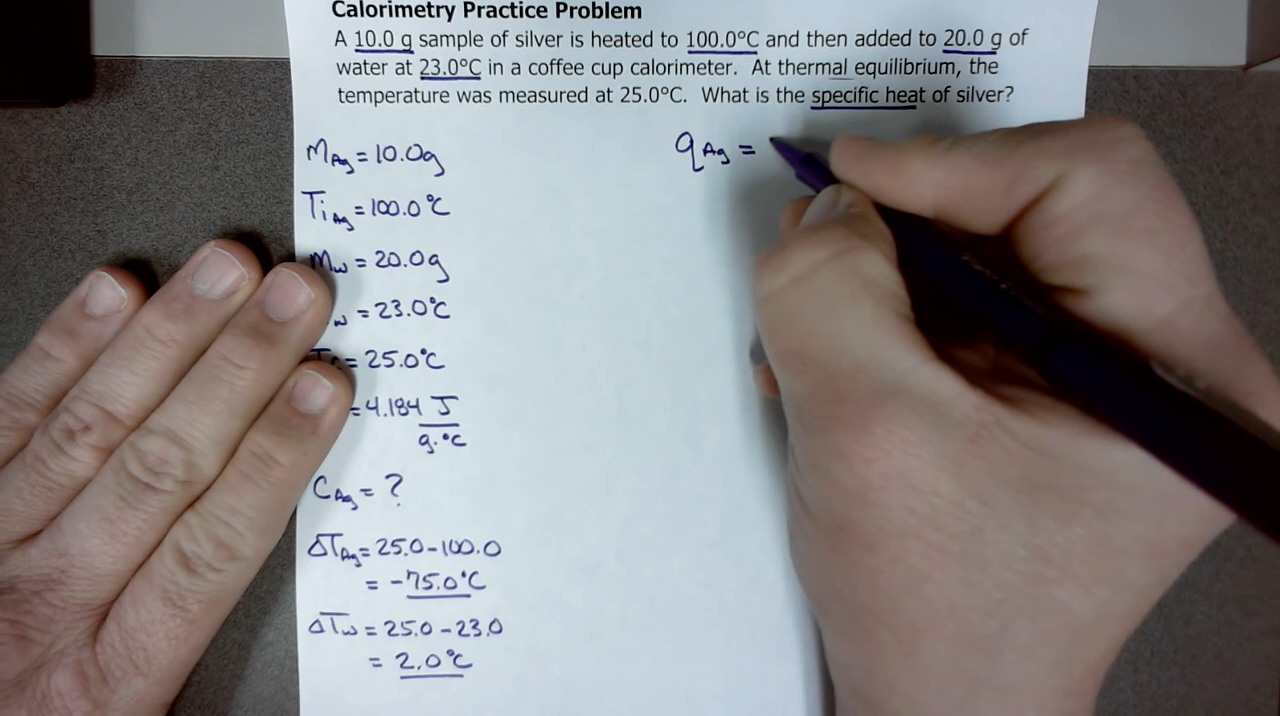 Calorimetry Practice Problem
A 10.0 g sample of silver is heated to 100.0°C and then added to 20.0 g of
water at 23.0°C in a coffee cup calorimeter. At thermal equilibrium, the
temperature was measured at 25.0°C. What is the specific heat of silver?
mAg = 10.0g
qAg =
TiAg = 100.0°C
mw = 20.0g
w = 23.0°C
= 25.0°C
= 4.184 J
g·°C
CAg = ?
ΔTAg = 25.0 - 100.0
= -75.0°C
ΔTw = 25.0 - 23.0
= 2.0°C